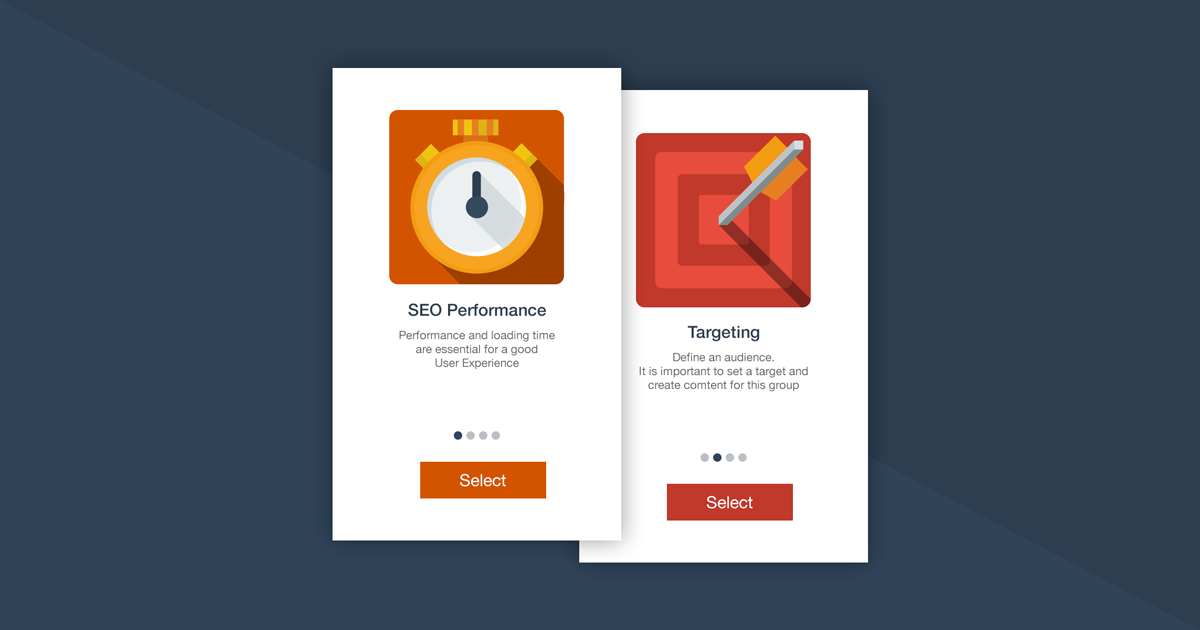 SEO Performance
Performance and loading time
are essential for a good
User Experience
Select
Targeting
Define an audience.
It is important to set a target and
create comtent for this group
Select